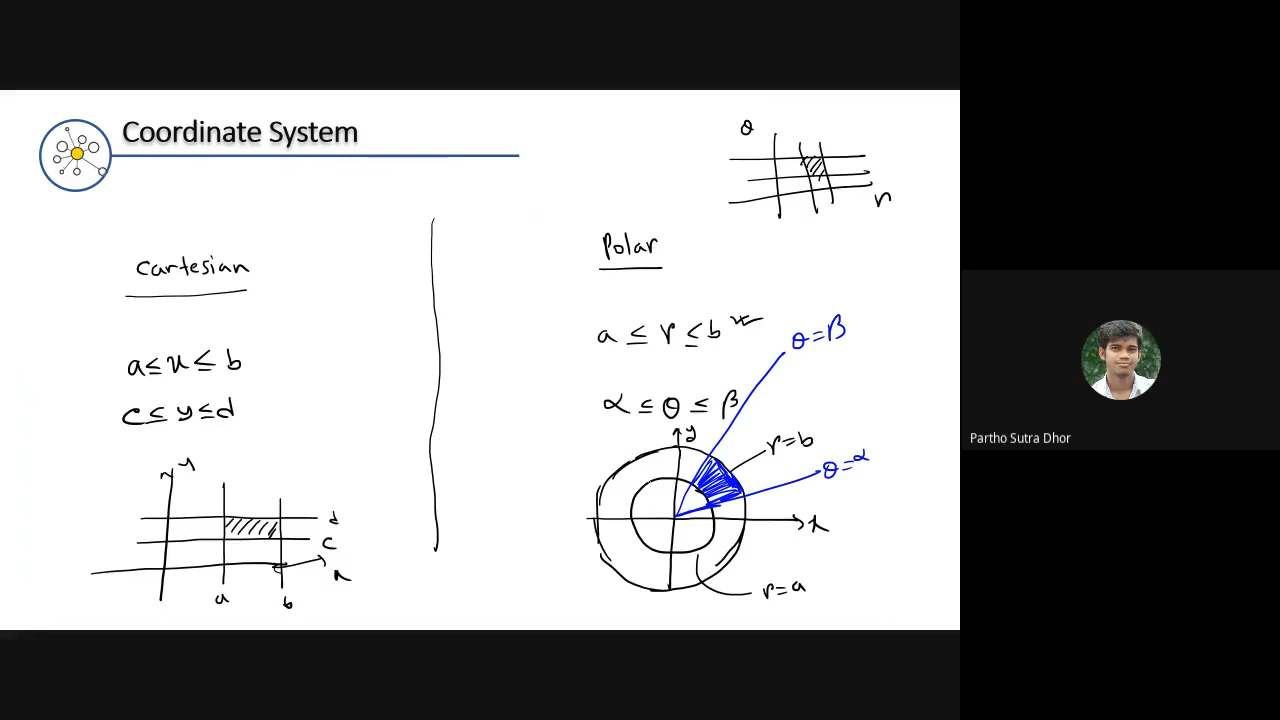 Coordinate System
θ
r
Cartesian
a ≤ x ≤ b
c ≤ y ≤ d
y
d
c
x
a b
Polar
a ≤ r ≤ b
α ≤ θ ≤ β
θ=β
y
r=b
θ=α
x
r=a
Partho Sutra Dhor